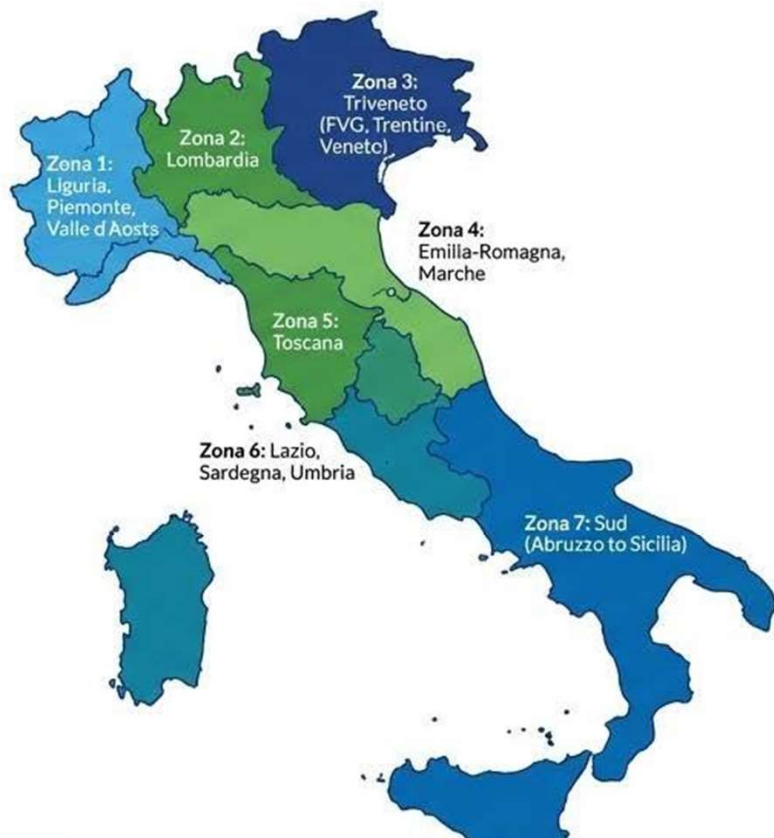 Zona 3:
Triveneto
(FVG, Trentine,
Veneto)
Zona 2:
Lombardia
Zona 1:
Liguria,
Piemonte,
Valle d'Aosts
Zona 4:
Emilia-Romagna,
Marche
Zona 5:
Toscana
Zona 6: Lazio,
Sardegna, Umbria
Zona 7: Sud
(Abruzzo to Sicilia)